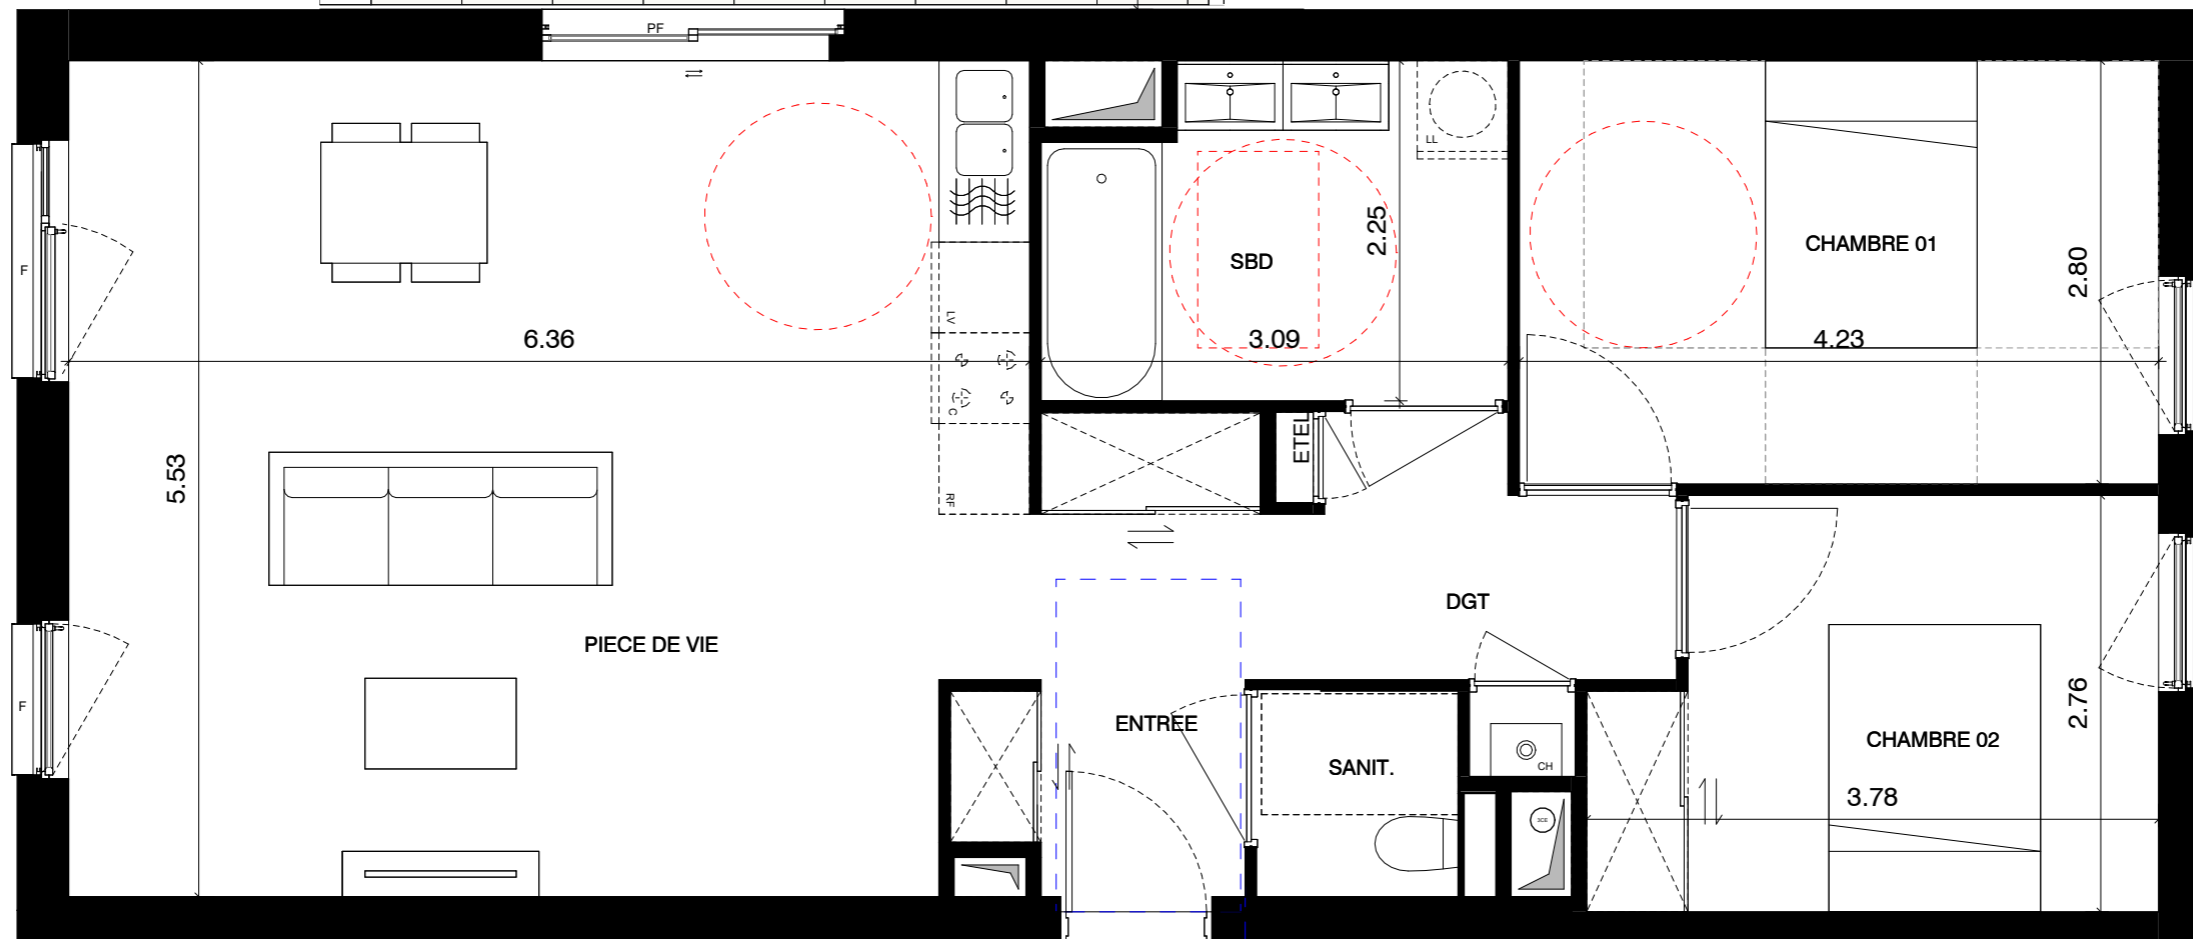 PF
LL
F
SBD
2.25
CHAMBRE 01
2.80
LV
6.36
3.09
4.23
C
ETEL
5.53
RF
DGT
PIECE DE VIE
F
ENTREE
SANIT.
CH
CHAMBRE 02
2.76
3.78